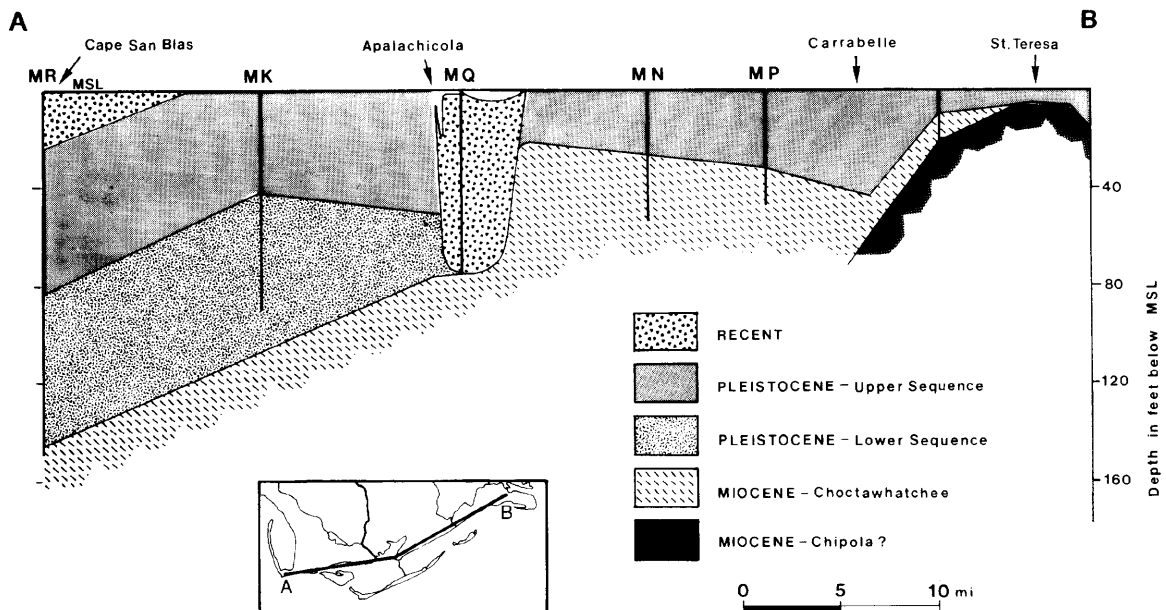 A
B
Cape San Blas
Apalachicola
Carrabelle
St. Teresa
MR
MSL
MK
MQ
MN
MP
40
80
120
160
Depth in feet below MSL
RECENT
PLEISTOCENE – Upper Sequence
PLEISTOCENE – Lower Sequence
MIOCENE – Choctawhatchee
MIOCENE – Chipola ?
A
B
0 5 10 mi